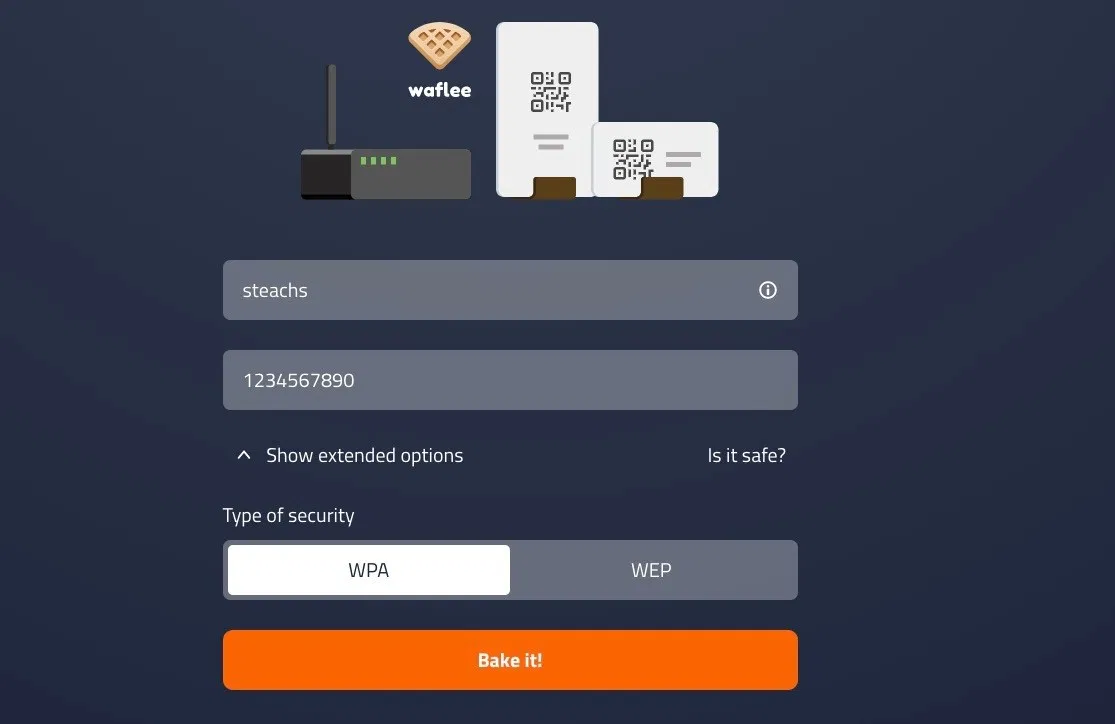 waflee
steachs
1234567890
Show extended options
Is it safe?
Type of security
WPA
WEP
Bake it!